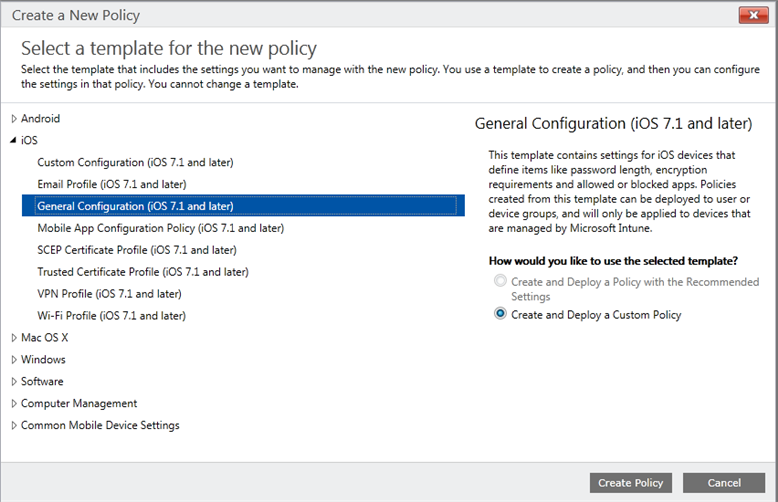 Create a New Policy
Select a template for the new policy
Select the template that includes the settings you want to manage with the new policy. You use a template to create a policy, and then you can configure
the settings in that policy. You cannot change a template.
Android
iOS
Custom Configuration (iOS 7.1 and later)
Email Profile (iOS 7.1 and later)
General Configuration (iOS 7.1 and later)
Mobile App Configuration Policy (iOS 7.1 and later)
SCEP Certificate Profile (iOS 7.1 and later)
Trusted Certificate Profile (iOS 7.1 and later)
VPN Profile (iOS 7.1 and later)
Wi-Fi Profile (iOS 7.1 and later)
Mac OS X
Windows
Software
Computer Management
Common Mobile Device Settings
General Configuration (iOS 7.1 and later)
This template contains settings for iOS devices that
define items like password length, encryption
requirements and allowed or blocked apps. Policies
created from this template can be deployed to user or
device groups, and will only be applied to devices that
are managed by Microsoft Intune.
How would you like to use the selected template?
Create and Deploy a Policy with the Recommended
Settings
Create and Deploy a Custom Policy
Create Policy
Cancel